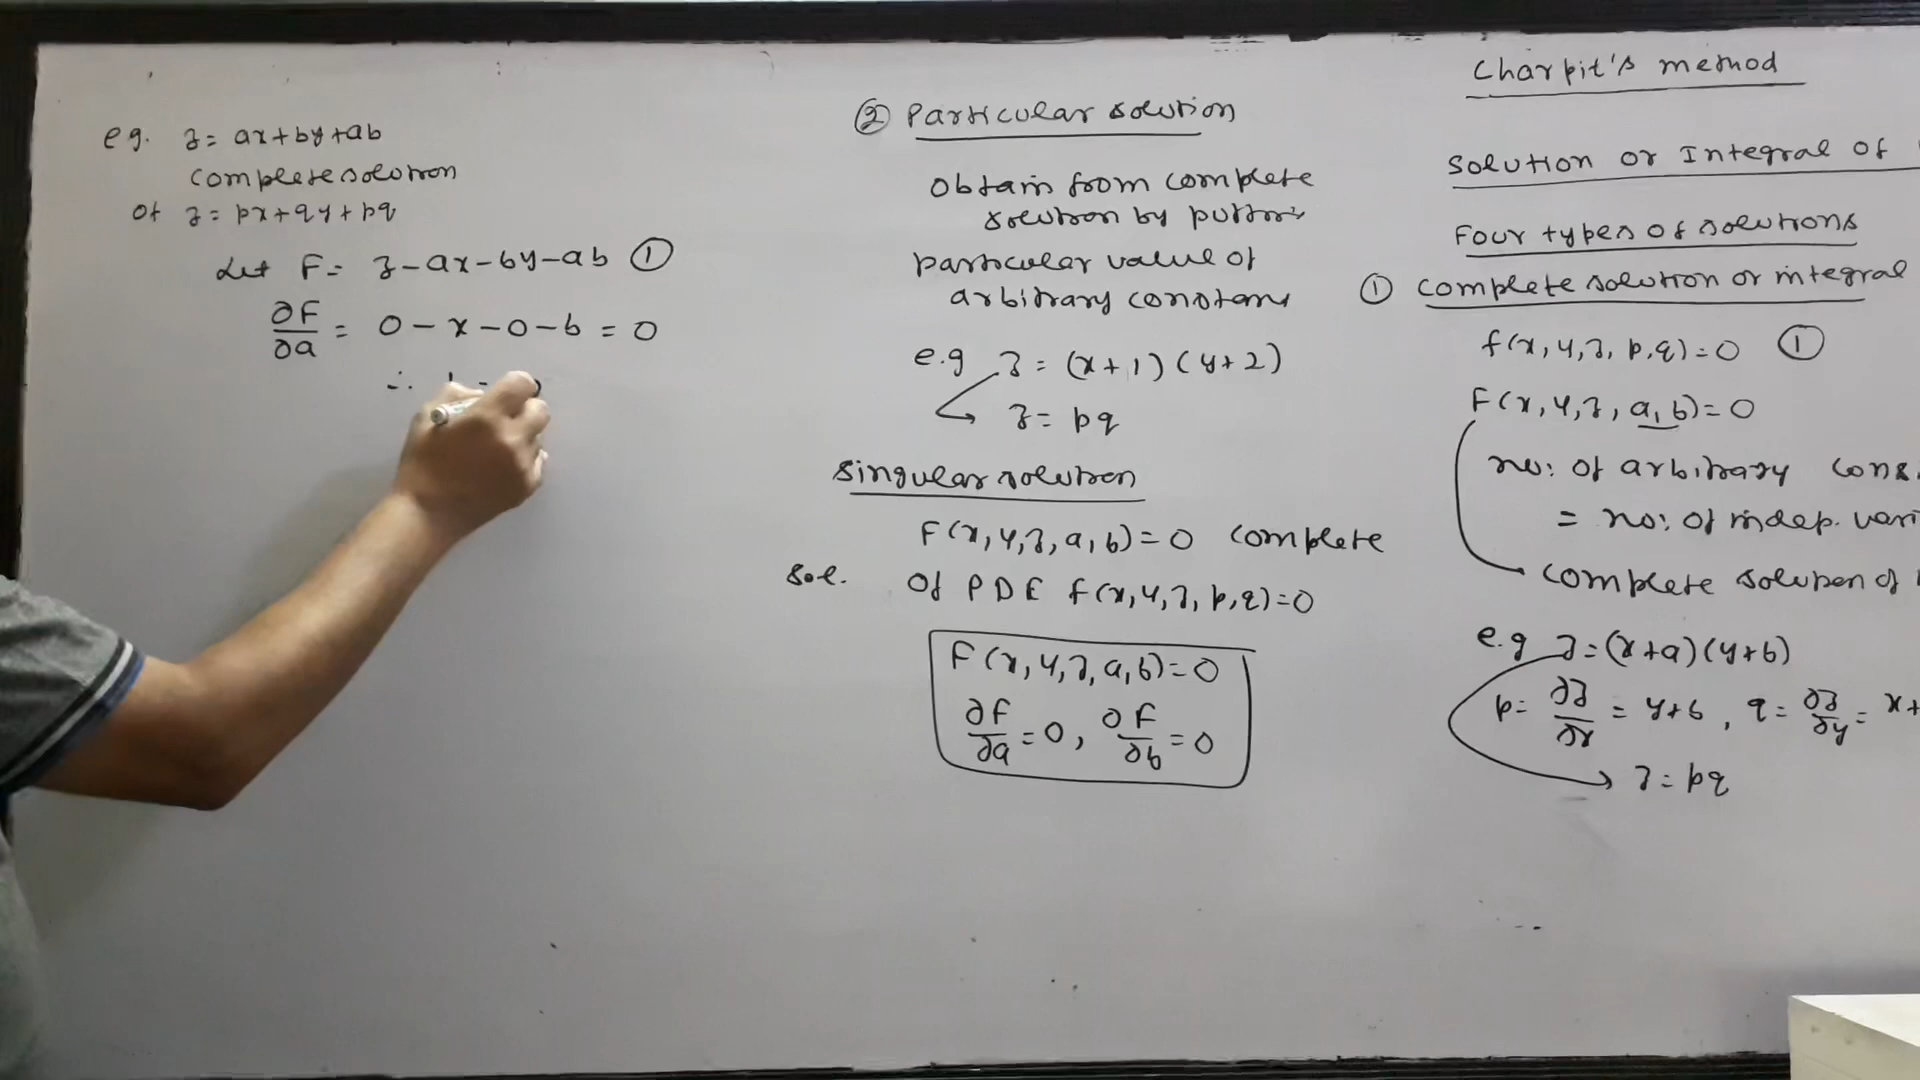 e.g. z = ax+by+ab
complete solution
of z = px+qy+pq
Let F = z-ax-by-ab ①
∂F/∂a = 0-x-0-b = 0
∴ b =
② Particular solution
obtain from complete
solution by putting
particular value of
arbitrary constans
e.g z = (x+1)(y+2)
z = pq
Singular solution
F(x,y,z,a,b)=0 complete
Sol. of PDE f(x,y,z,p,q)=0
F(x,y,z,a,b)=0
∂F/∂a = 0, ∂F/∂b = 0
Charpit's method
Solution or Integral of
Four types of solutions
① complete solution or integral
f(x,y,z,p,q)=0 ①
F(x,y,z,a,b)=0
no: of arbitrary cons.
= no: of indep. vari
complete solution of
e.g z=(x+a)(y+b)
p = ∂z/∂x = y+b, q = ∂z/∂y = x+
z = pq